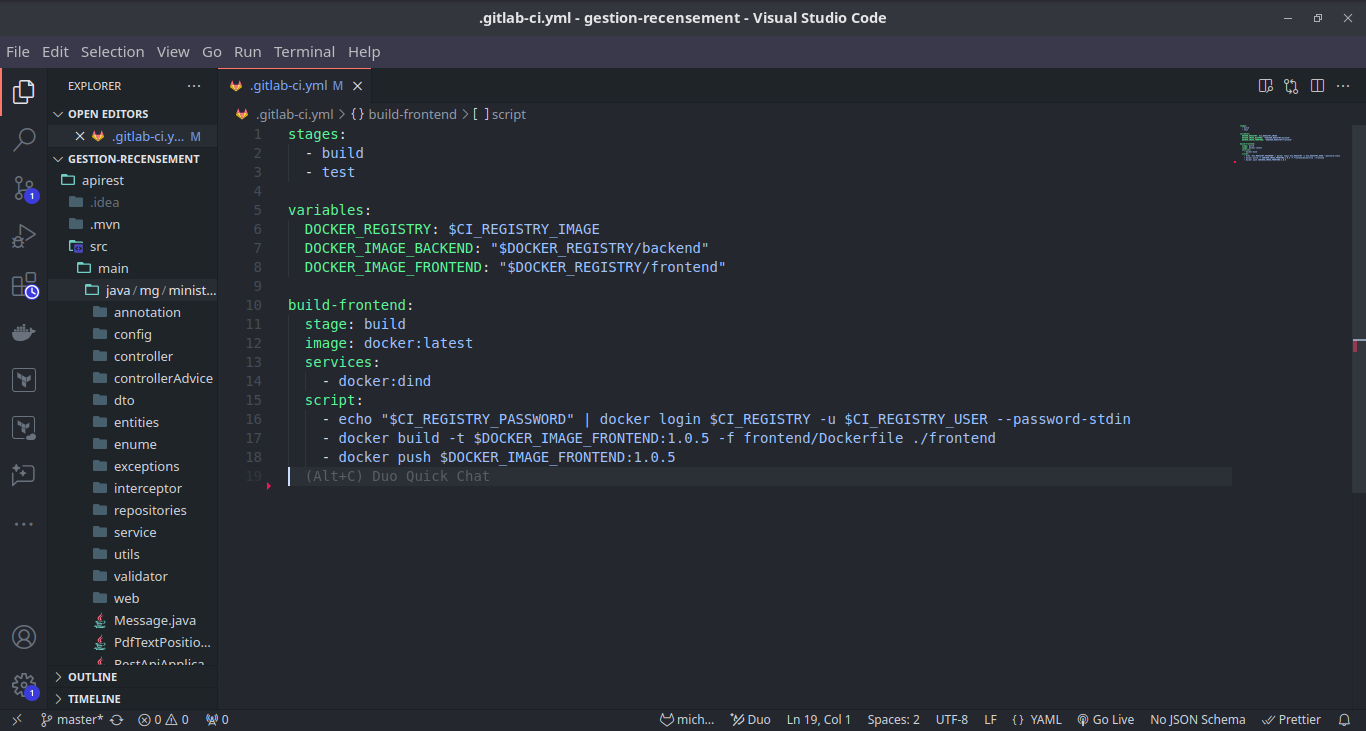 .gitlab-ci.yml - gestion-recensement - Visual Studio Code
File Edit Selection View Go Run Terminal Help
EXPLORER
OPEN EDITORS
.gitlab-ci.y... M
GESTION-RECENSEMENT
apirest
.idea
.mvn
src
main
java / mg / minist...
annotation
config
controller
controllerAdvice
dto
entities
enume
exceptions
interceptor
repositories
service
utils
validator
web
Message.java
PdfTextPositio...
RestApiApplica
OUTLINE
TIMELINE
1
1
.gitlab-ci.yml M
.gitlab-ci.yml > {} build-frontend > [ ] script
1 stages:
2   - build
3   - test
4
5 variables:
6   DOCKER_REGISTRY: $CI_REGISTRY_IMAGE
7   DOCKER_IMAGE_BACKEND: "$DOCKER_REGISTRY/backend"
8   DOCKER_IMAGE_FRONTEND: "$DOCKER_REGISTRY/frontend"
9
10 build-frontend:
11   stage: build
12   image: docker:latest
13   services:
14     - docker:dind
15   script:
16     - echo "$CI_REGISTRY_PASSWORD" | docker login $CI_REGISTRY -u $CI_REGISTRY_USER --password-stdin
17     - docker build -t $DOCKER_IMAGE_FRONTEND:1.0.5 -f frontend/Dockerfile ./frontend
18     - docker push $DOCKER_IMAGE_FRONTEND:1.0.5
19   (Alt+C) Duo Quick Chat
master* 0 0 0 mich... Duo Ln 19, Col 1 Spaces: 2 UTF-8 LF {} YAML Go Live No JSON Schema Prettier